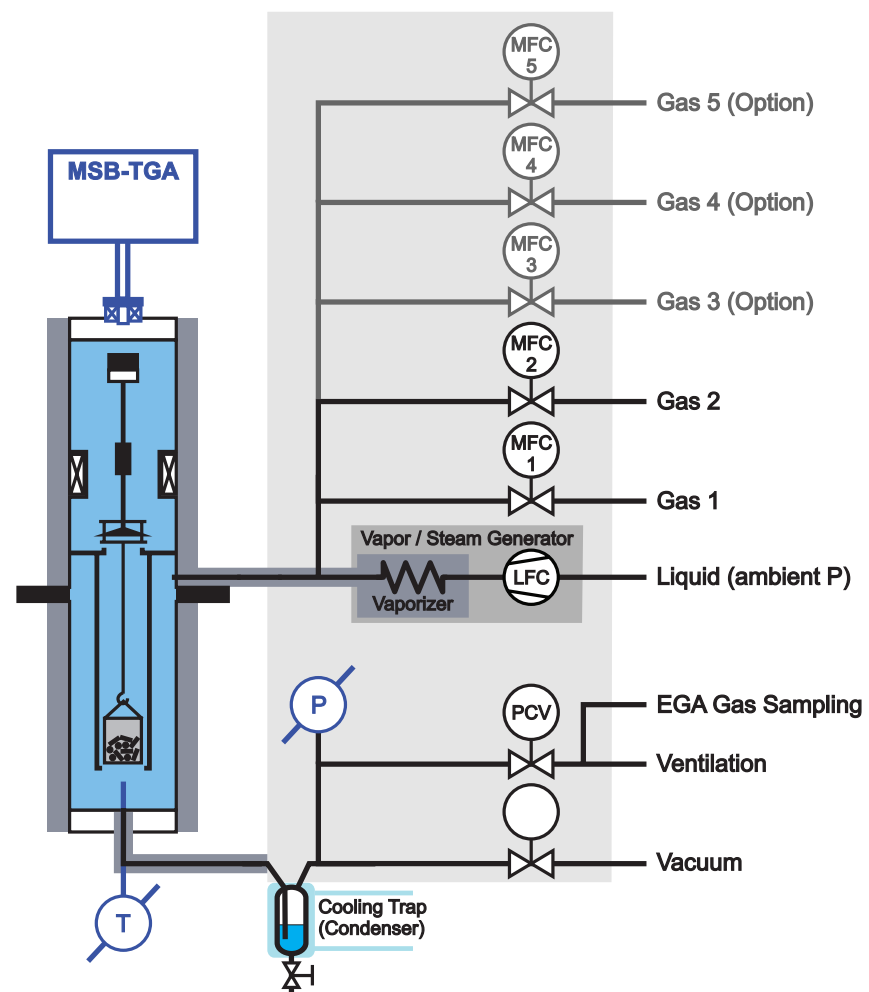 MFC
5
Gas 5 (Option)
MSB-TGA
MFC
4
Gas 4 (Option)
MFC
3
Gas 3 (Option)
MFC
2
Gas 2
MFC
1
Gas 1
Vapor / Steam Generator
LFC
Liquid (ambient P)
Vaporizer
P
PCV
EGA Gas Sampling
Ventilation
Vacuum
Cooling Trap
(Condenser)
T